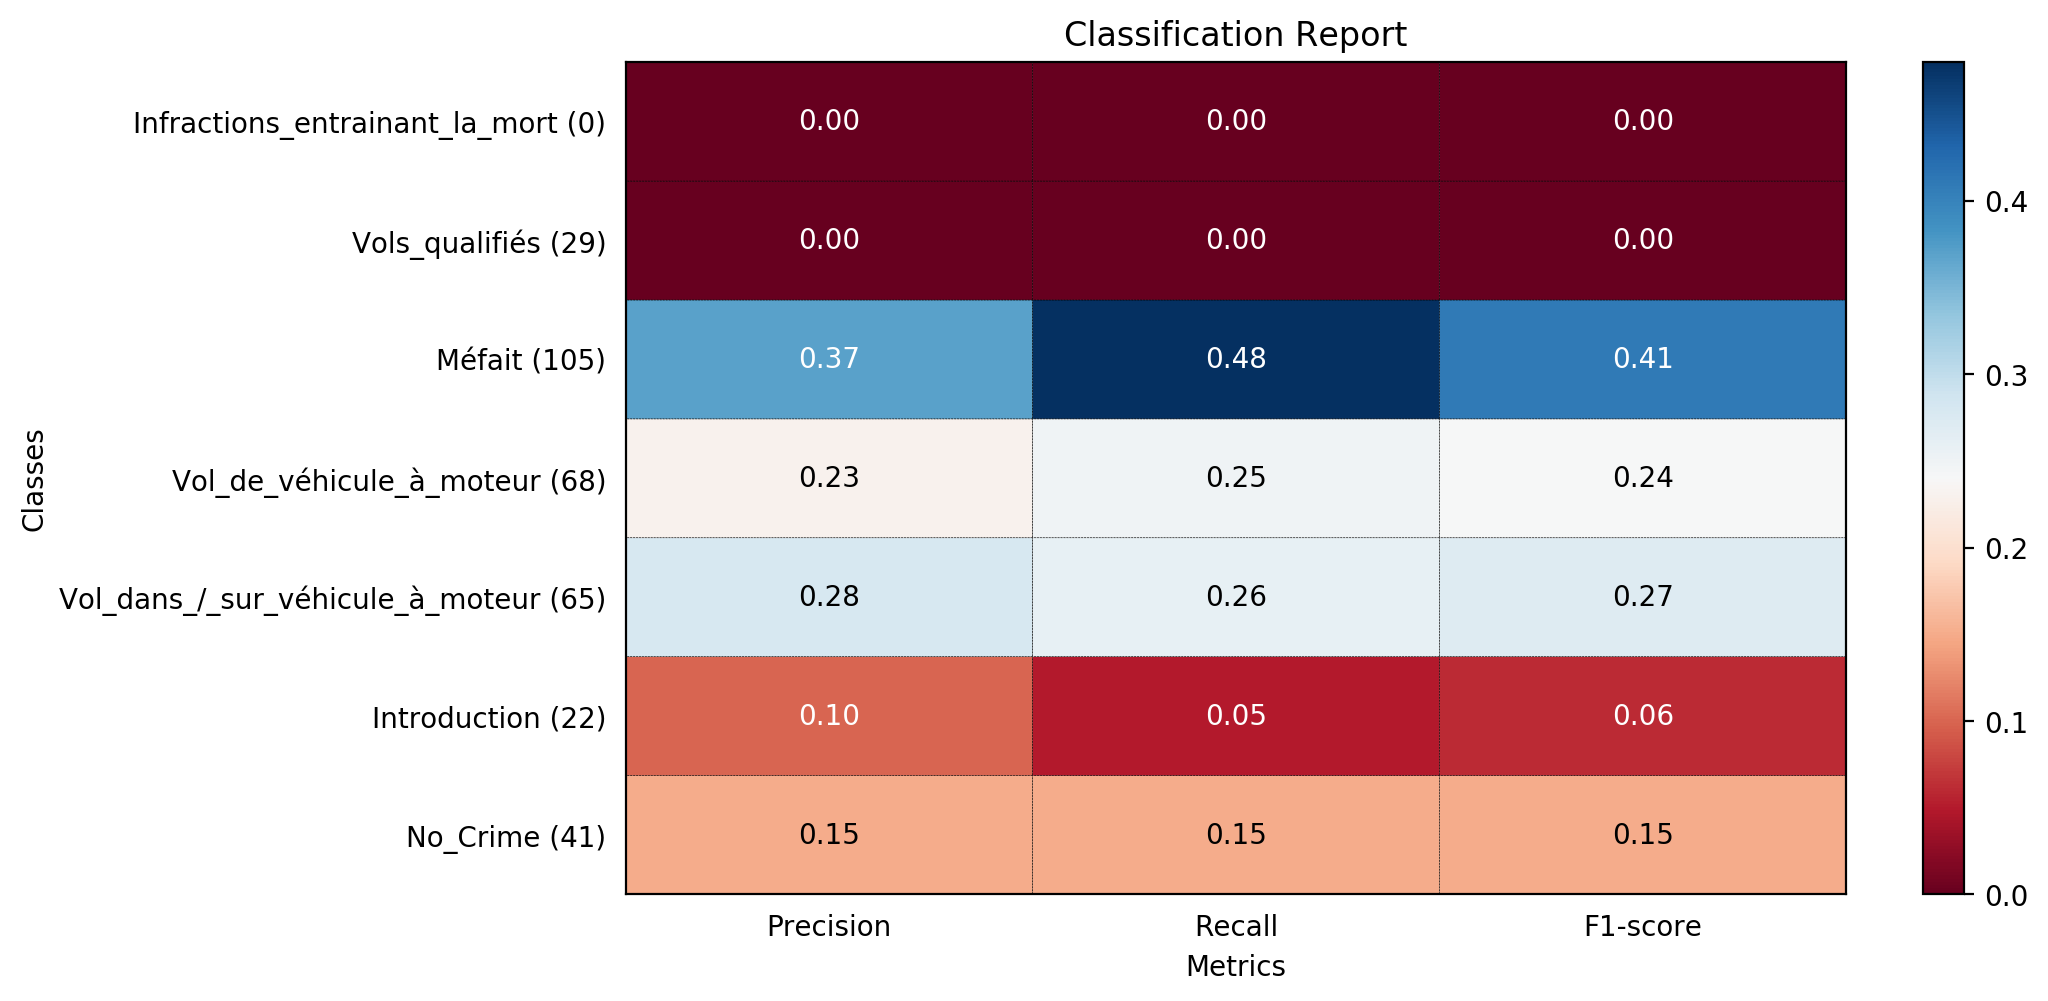 Classification Report
Infractions_entrainant_la_mort (0) 0.00 0.00 0.00
Vols_qualifiés (29) 0.00 0.00 0.00
Méfait (105) 0.37 0.48 0.41
Vol_de_véhicule_à_moteur (68) 0.23 0.25 0.24
Vol_dans_/_sur_véhicule_à_moteur (65) 0.28 0.26 0.27
Introduction (22) 0.10 0.05 0.06
No_Crime (41) 0.15 0.15 0.15
Classes
Precision Recall F1-score
Metrics
0.4
0.3
0.2
0.1
0.0